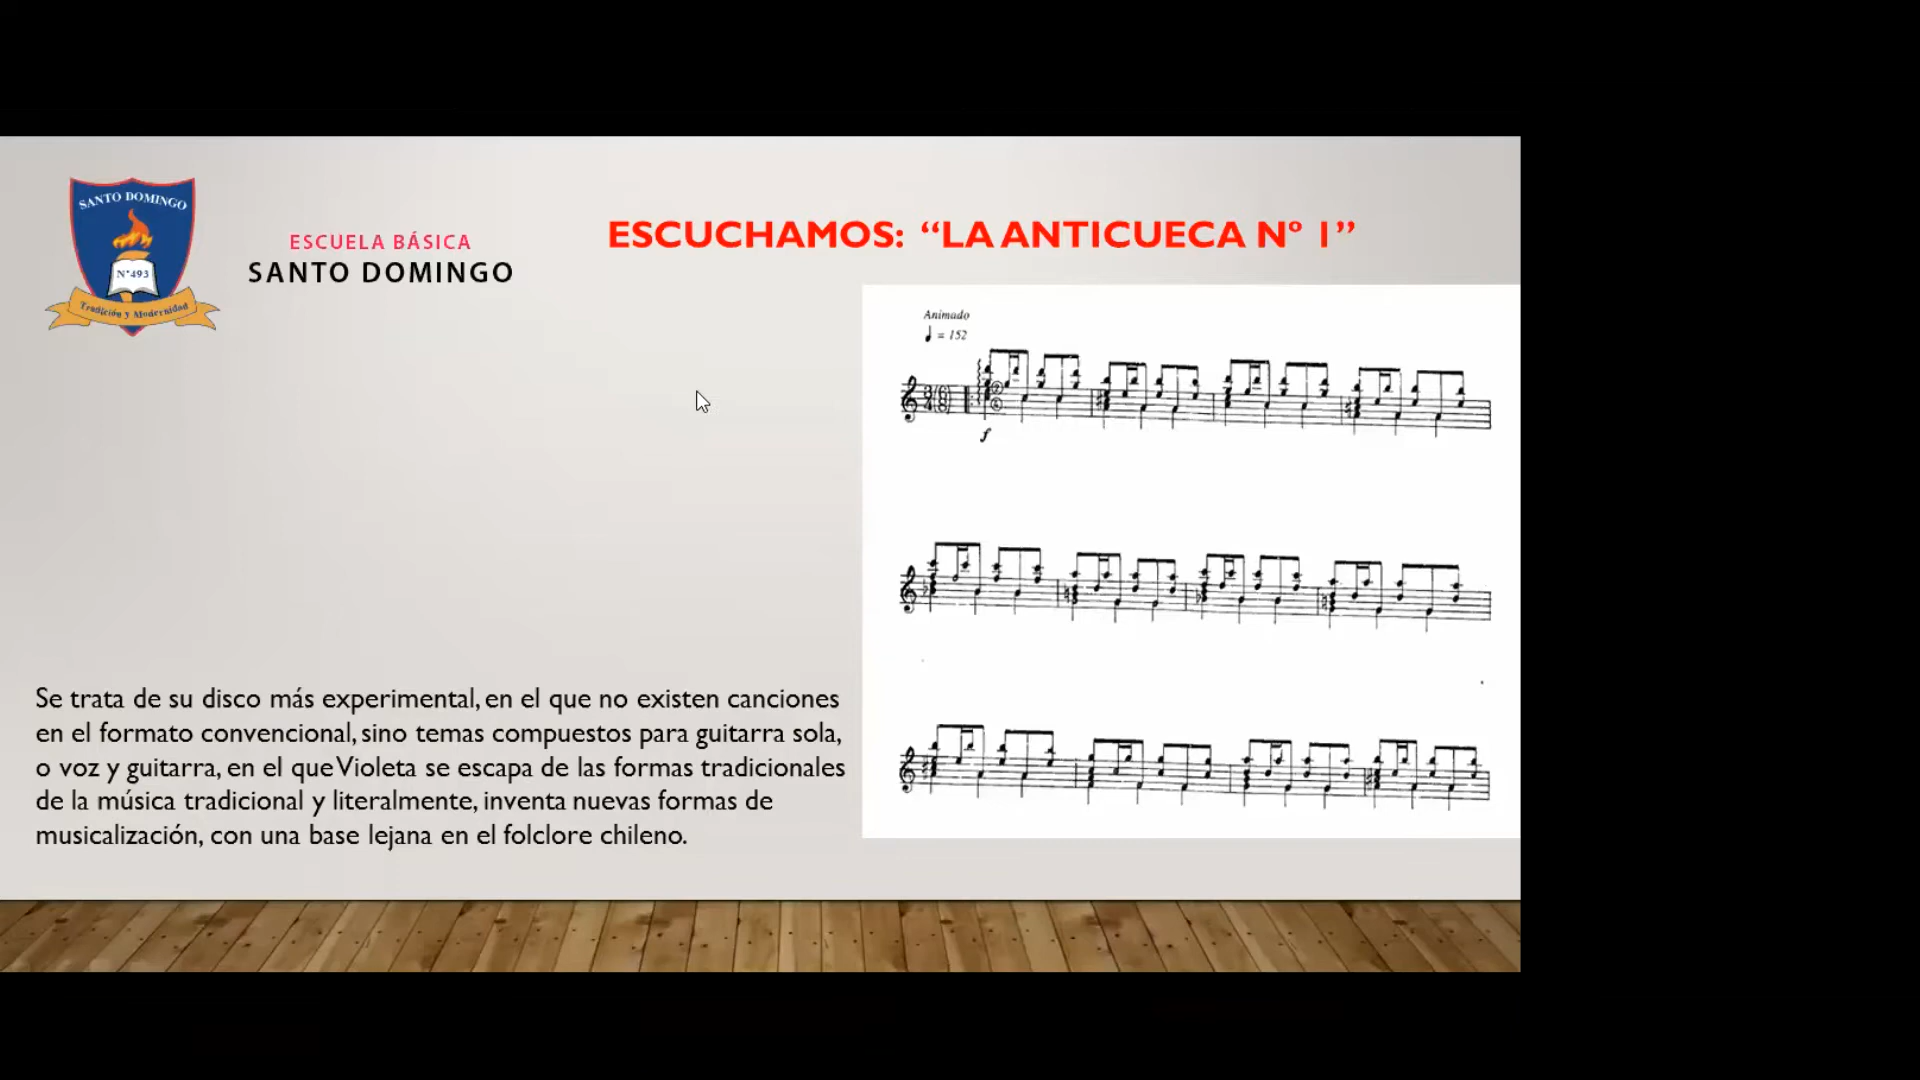 SANTO DOMINGO
N°493
Tradición y Modernidad
ESCUELA BÁSICA
SANTO DOMINGO
ESCUCHAMOS: “LA ANTICUECA Nº 1”
Animado
♩ = 152
f
Se trata de su disco más experimental, en el que no existen canciones
en el formato convencional, sino temas compuestos para guitarra sola,
o voz y guitarra, en el que Violeta se escapa de las formas tradicionales
de la música tradicional y literalmente, inventa nuevas formas de
musicalización, con una base lejana en el folclore chileno.